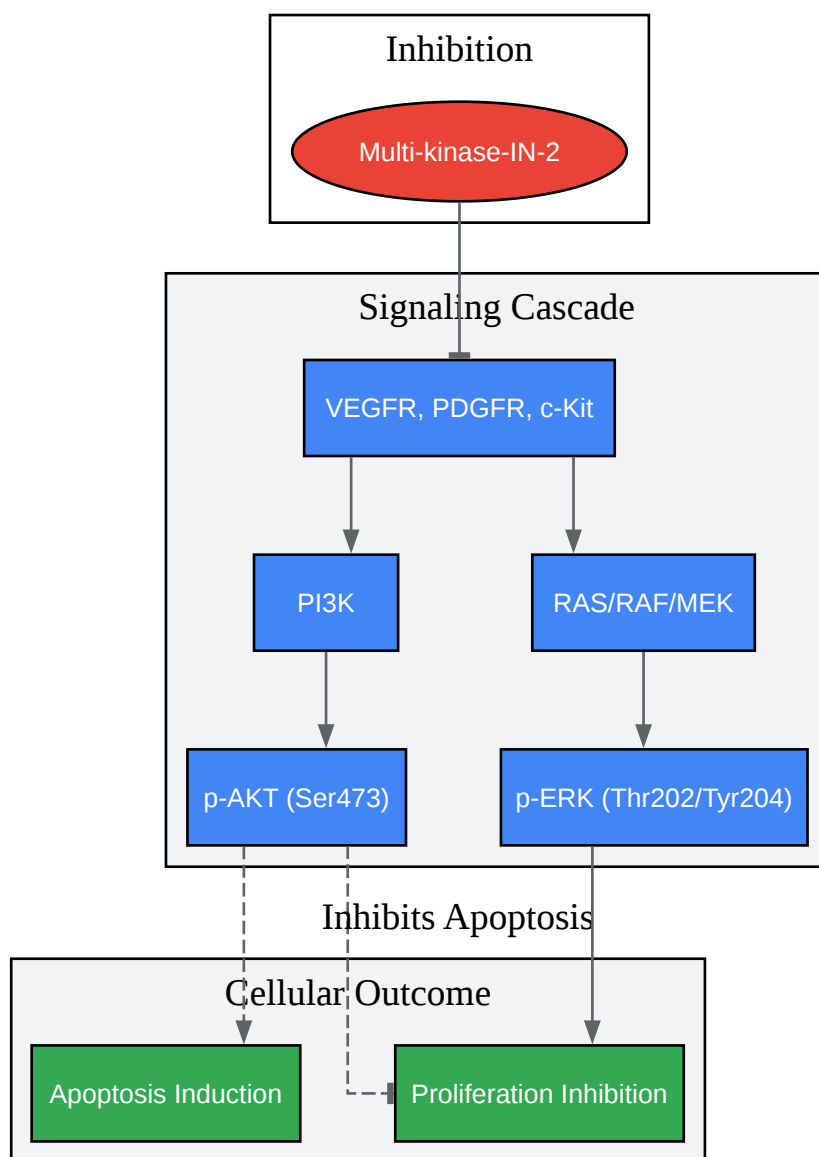 Inhibition
Multi-kinase-IN-2
Signaling Cascade
VEGFR, PDGFR, c-Kit
PI3K
RAS/RAF/MEK
p-AKT (Ser473)
p-ERK (Thr202/Tyr204)
Inhibits Apoptosis
Cellular Outcome
Apoptosis Induction
Proliferation Inhibition